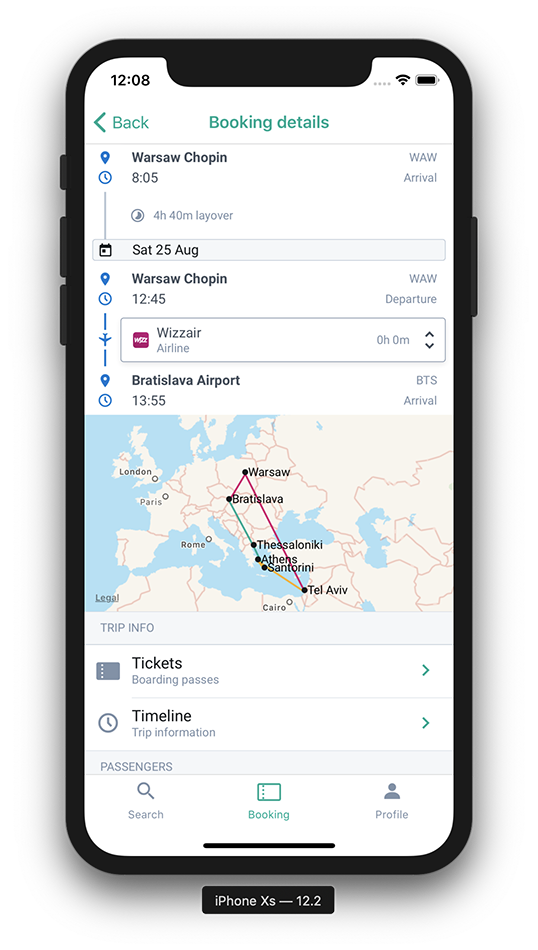 12:08
Back
Booking details
Warsaw Chopin WAW
8:05 Arrival
4h 40m layover
Sat 25 Aug
Warsaw Chopin WAW
12:45 Departure
Wizzair
WIZZ 0h 0m
Airline
Bratislava Airport BTS
13:55 Arrival
London
Warsaw
Paris
Bratislava
Rome
Thessaloniki
Athens
Santorini
Tel Aviv
Legal
Cairo
TRIP INFO
Tickets
Boarding passes
Timeline
Trip information
PASSENGERS
Search
Booking
Profile
iPhone Xs — 12.2